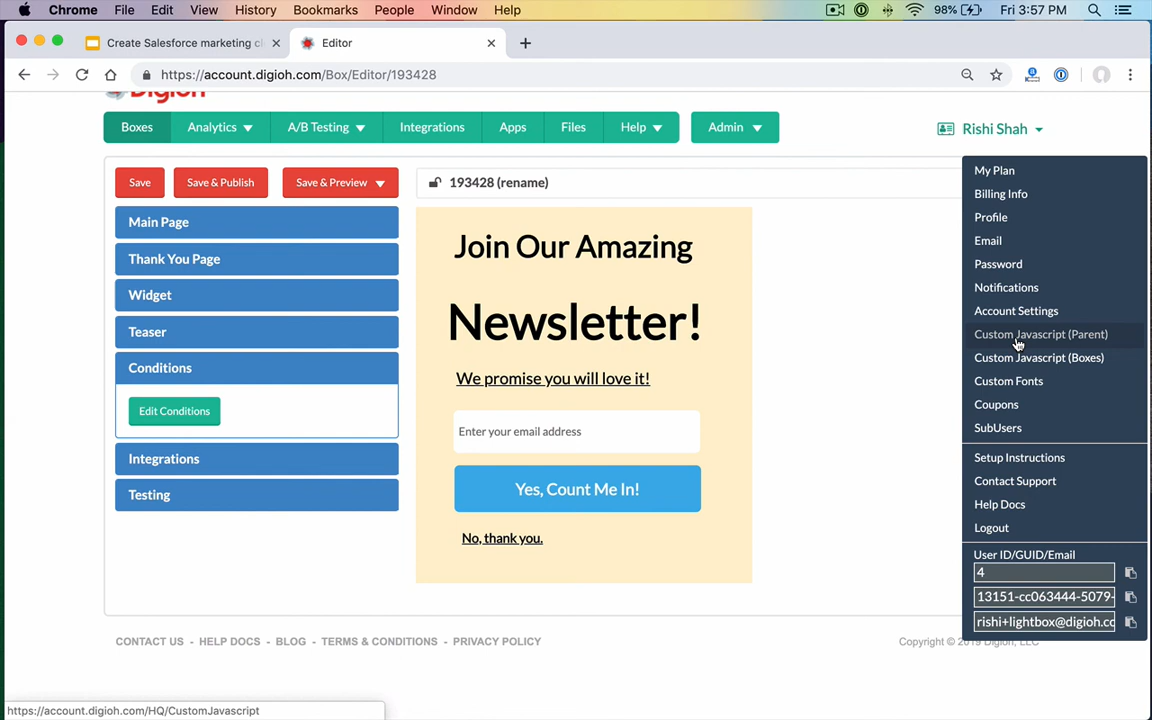 Chrome File Edit View History Bookmarks People Window Help 98% Fri 3:57 PM
Create Salesforce marketing cl Editor
https://account.digioh.com/Box/Editor/193428
Digioh
Boxes Analytics A/B Testing Integrations Apps Files Help Admin Rishi Shah
Save Save & Publish Save & Preview 193428 (rename)
Main Page
Thank You Page
Widget
Teaser
Conditions
Edit Conditions
Integrations
Testing
Join Our Amazing
Newsletter!
We promise you will love it!
Enter your email address
Yes, Count Me In!
No, thank you.
My Plan
Billing Info
Profile
Email
Password
Notifications
Account Settings
Custom Javascript (Parent)
Custom Javascript (Boxes)
Custom Fonts
Coupons
SubUsers
Setup Instructions
Contact Support
Help Docs
Logout
User ID/GUID/Email
4
13151-cc063444-5079-
rishi+lightbox@digioh.cc
CONTACT US - HELP DOCS - BLOG - TERMS & CONDITIONS - PRIVACY POLICY
Copyright © 2019 Digioh, LLC
https://account.digioh.com/HQ/CustomJavascript